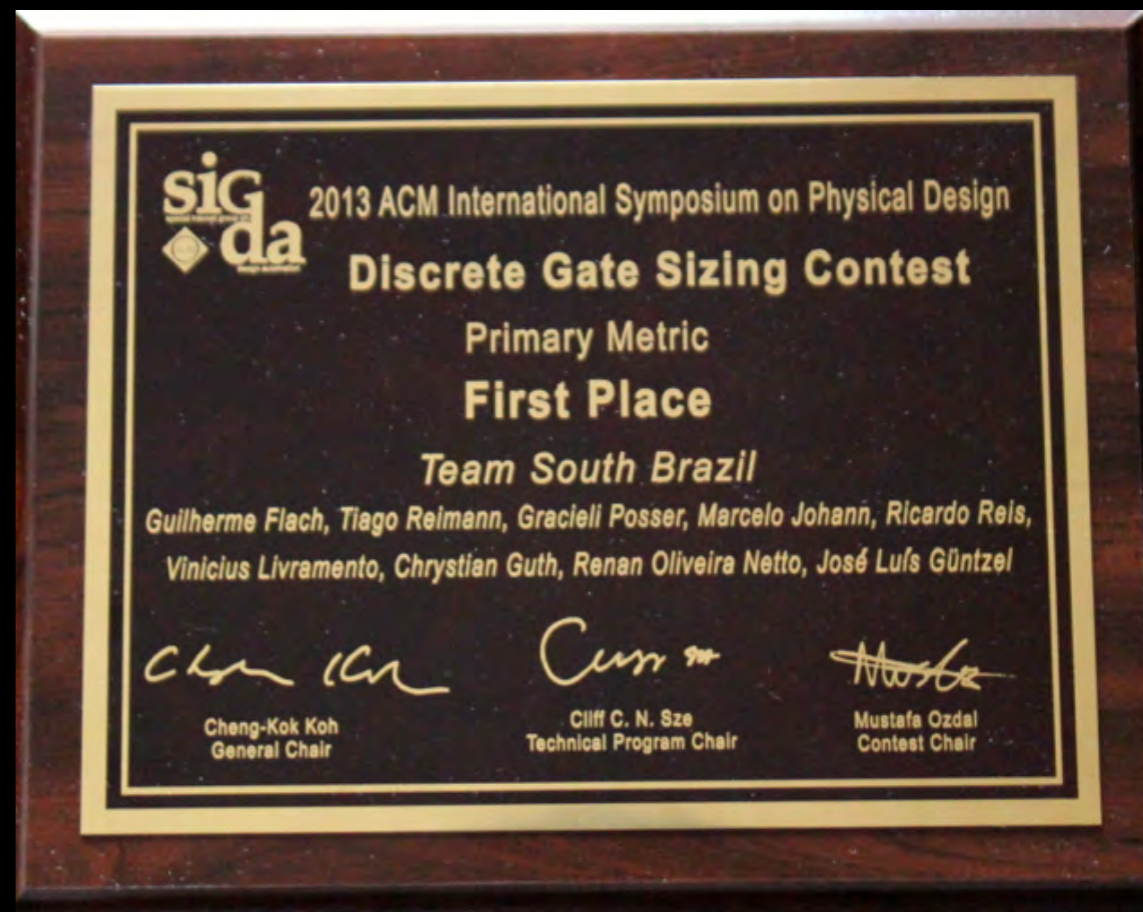 siG
da
2013 ACM International Symposium on Physical Design
Discrete Gate Sizing Contest
Primary Metric
First Place
Team South Brazil
Guilherme Flach, Tiago Reimann, Gracieli Posser, Marcelo Johann, Ricardo Reis,
Vinicius Livramento, Chrystian Guth, Renan Oliveira Netto, José Luís Güntzel
Cheng-Kok Koh
General Chair
Cliff C. N. Sze
Technical Program Chair
Mustafa Ozdal
Contest Chair